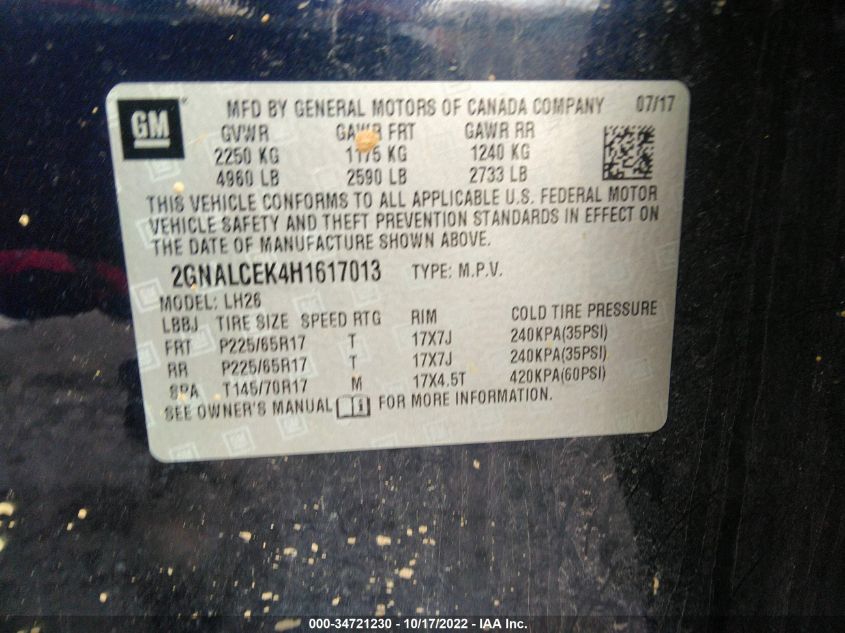 GM ® MFD BY GENERAL MOTORS OF CANADA COMPANY 07/17
GVWR GAWR FRT GAWR RR
2250 KG 1175 KG 1240 KG
4960 LB 2590 LB 2733 LB
THIS VEHICLE CONFORMS TO ALL APPLICABLE U.S. FEDERAL MOTOR
VEHICLE SAFETY AND THEFT PREVENTION STANDARDS IN EFFECT ON
THE DATE OF MANUFACTURE SHOWN ABOVE.
2GNALCEK4H1617013 TYPE: M.P.V.
MODEL: LH26
LBBJ TIRE SIZE SPEED RTG RIM COLD TIRE PRESSURE
FRT P225/65R17 T 17X7J 240KPA(35PSI)
RR P225/65R17 T 17X7J 240KPA(35PSI)
SPA T145/70R17 M 17X4.5T 420KPA(60PSI)
SEE OWNER'S MANUAL FOR MORE INFORMATION.
000-34721230 - 10/17/2022 - IAA Inc.